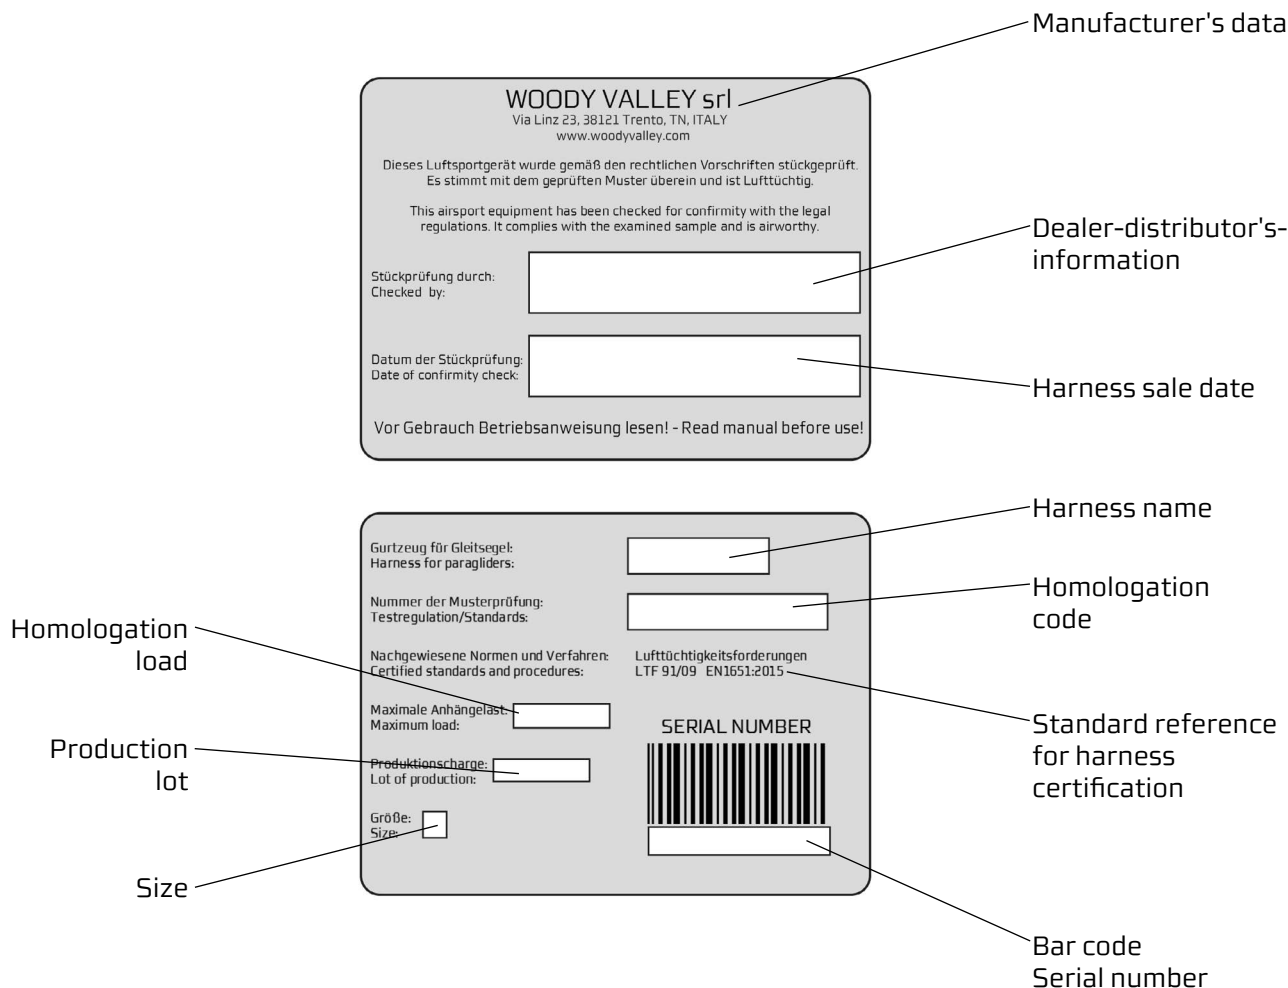 Manufacturer's data
WOODY VALLEY srl
Via Linz 23, 38121 Trento, TN, ITALY
www.woodyvalley.com
Dieses Luftsportgerät wurde gemäß den rechtlichen Vorschriften stückgeprüft.
Es stimmt mit dem geprüften Muster überein und ist Lufttüchtig.
This airsport equipment has been checked for confirmity with the legal
regulations. It complies with the examined sample and is airworthy.
Dealer-distributor's-
information
Stückprüfung durch:
Checked by:
Datum der Stückprüfung:
Date of confirmity check:
Harness sale date
Vor Gebrauch Betriebsanweisung lesen! - Read manual before use!
Harness name
Gurtzeug für Gleitsegel:
Harness for paragliders:
Homologation
code
Nummer der Musterprüfung:
Testregulation/Standards:
Homologation
load
Nachgewiesene Normen und Verfahren:
Certified standards and procedures:
Lufttüchtigkeitsforderungen
LTF 91/09 EN1651:2015
Maximale Anhängelast:
Maximum load:
SERIAL NUMBER
Standard reference
for harness
certification
Production
lot
Produktionscharge:
Lot of production:
Größe:
Size:
Size
Bar code
Serial number